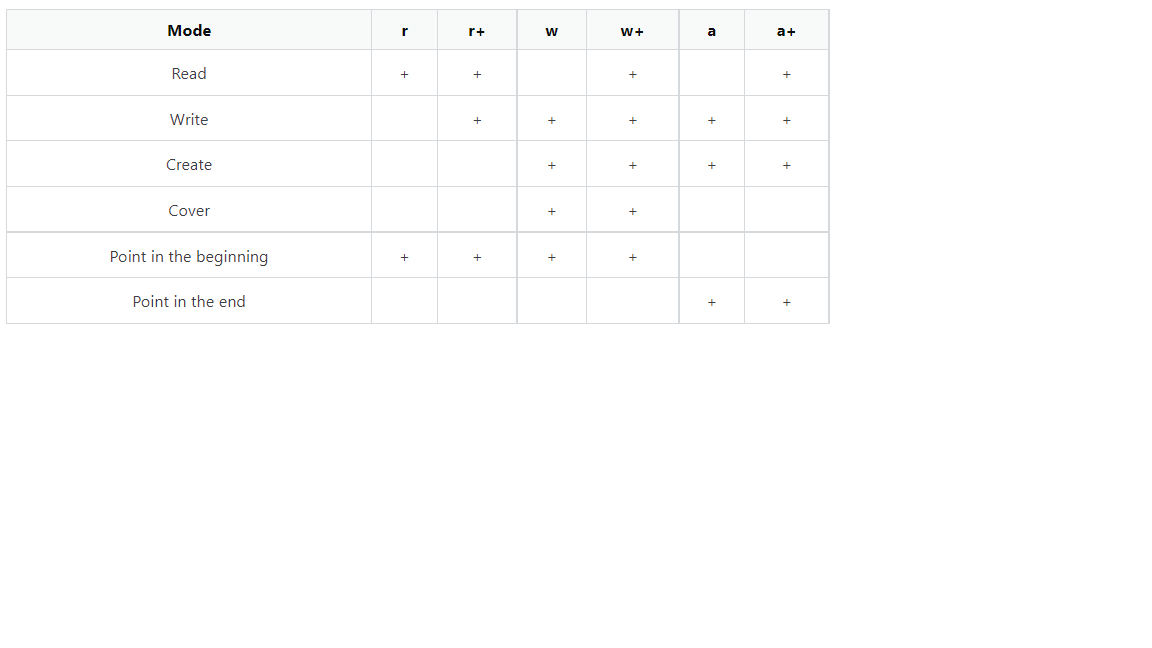 Mode r r+ w w+ a a+
Read + + + +
Write + + + + +
Create + + + +
Cover + +
Point in the beginning + + + +
Point in the end + +